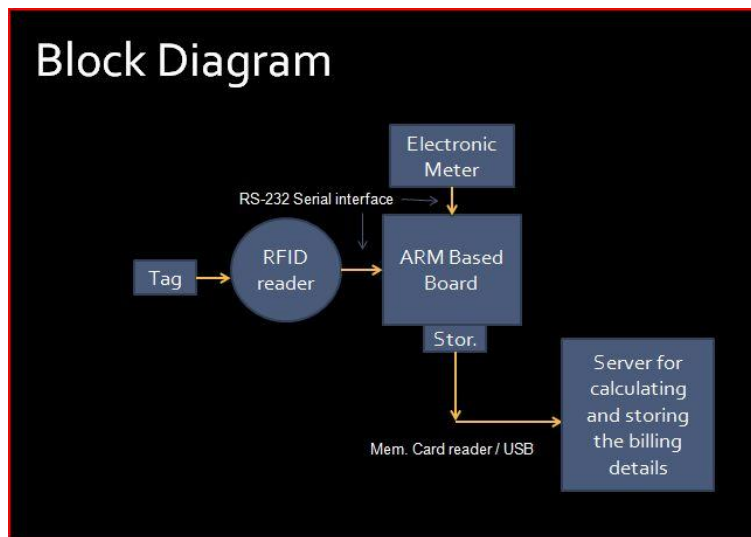 Block Diagram
Electronic
Meter
RS-232 Serial interface
Tag
RFID
reader
ARM Based
Board
Stor.
Server for
calculating
and storing
the billing
details
Mem. Card reader / USB